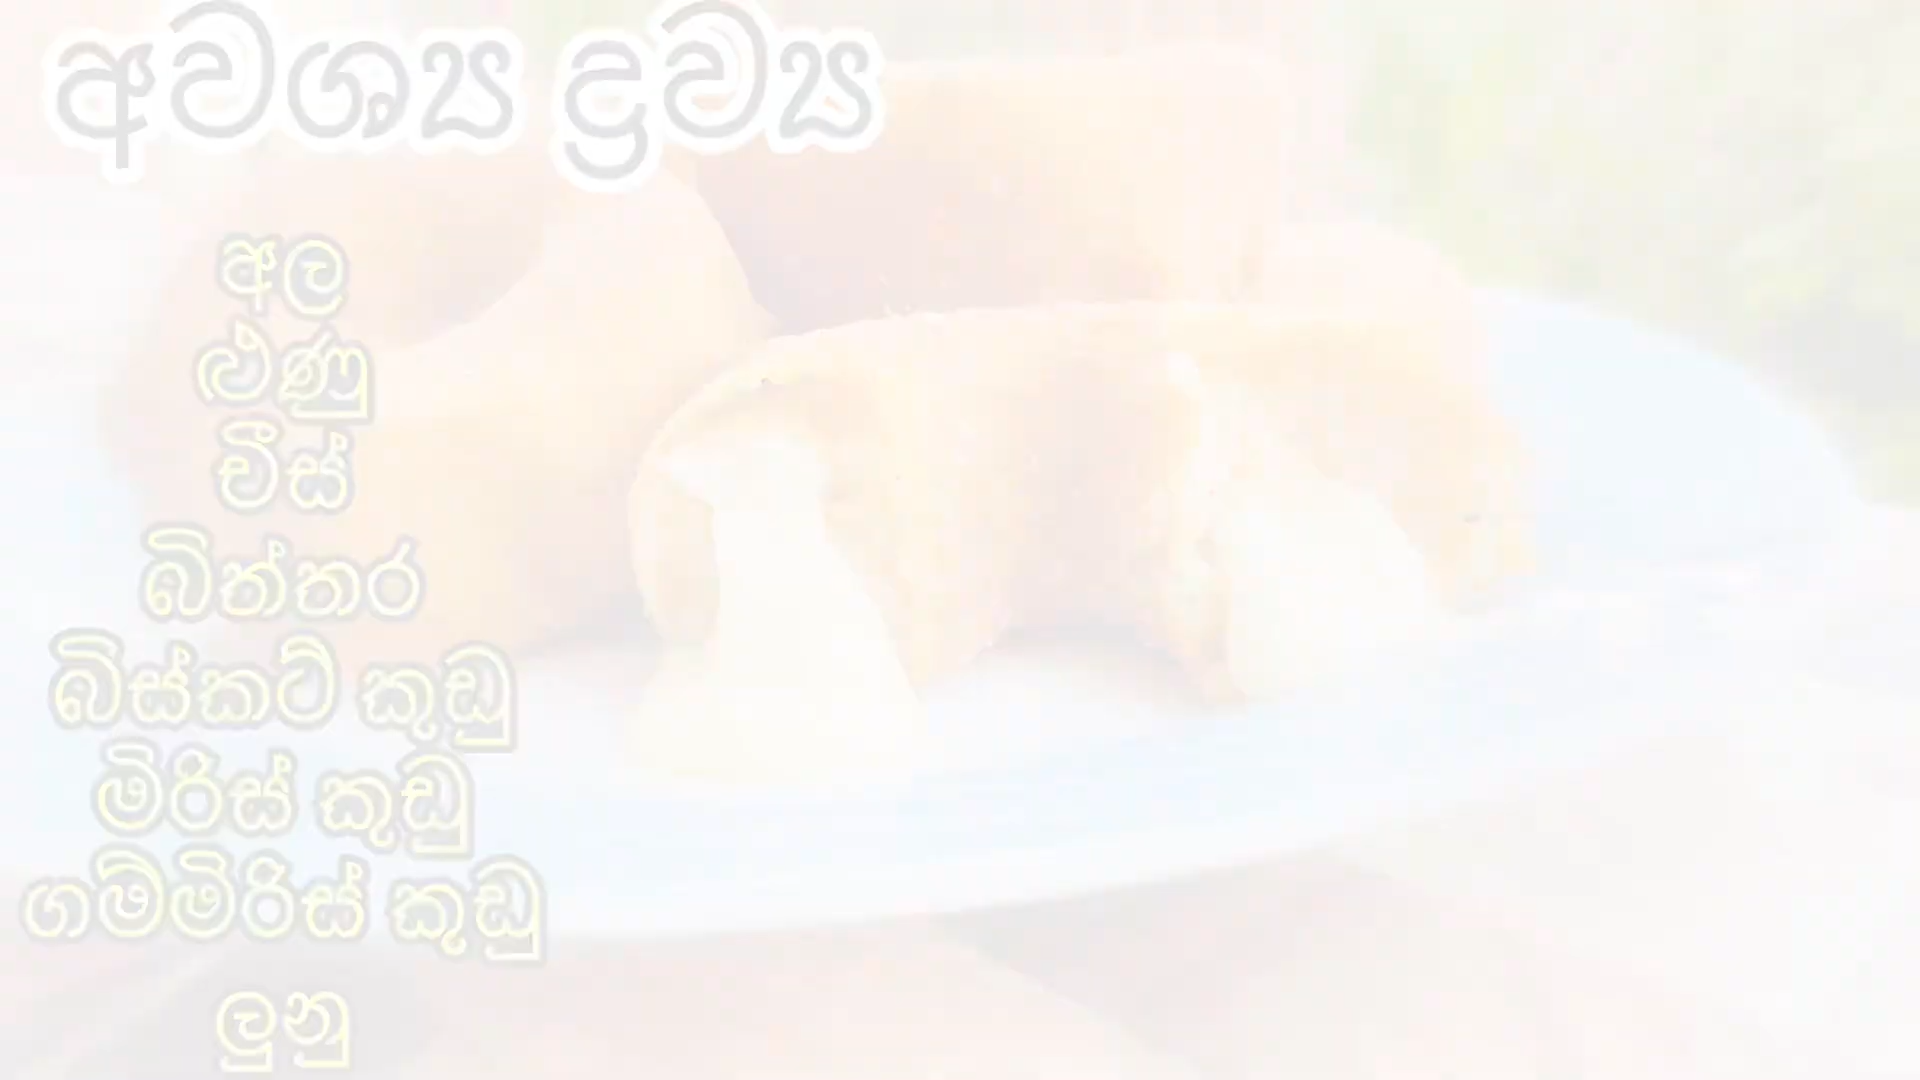 අවශ්‍ය ද්‍රව්‍ය
අල
ළුණු
චීස්
බිත්තර
බිස්කට් කුඩු
මිරිස් කුඩු
ගම්මිරිස් කුඩු
ලුනු